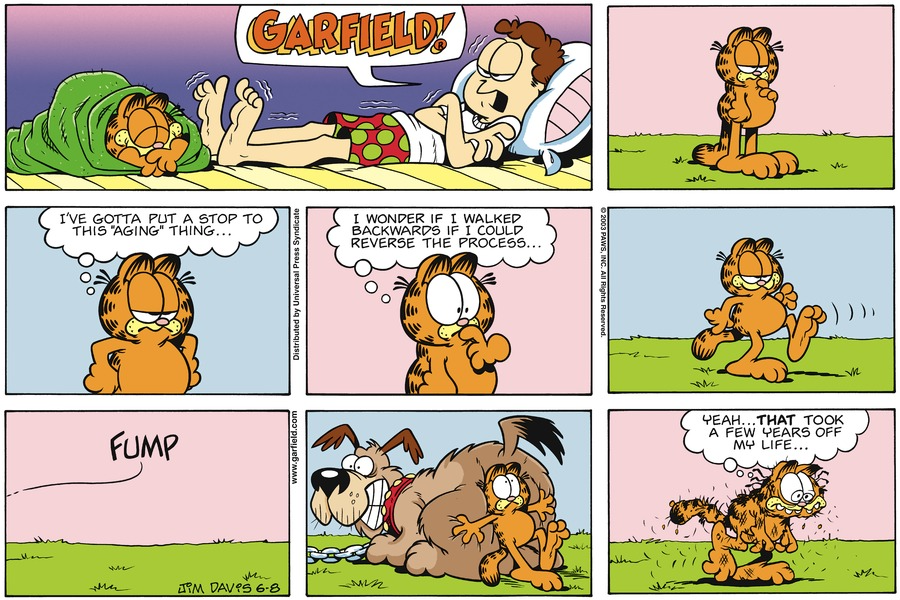 GARFIELD!®
I'VE GOTTA PUT A STOP TO
THIS "AGING" THING...
Distributed by Universal Press Syndicate
I WONDER IF I WALKED
BACKWARDS IF I COULD
REVERSE THE PROCESS...
© 2003 PAWS, INC. All Rights Reserved.
FUMP
JIM DAVIS 6-8
www.garfield.com
YEAH...THAT TOOK
A FEW YEARS OFF
MY LIFE...